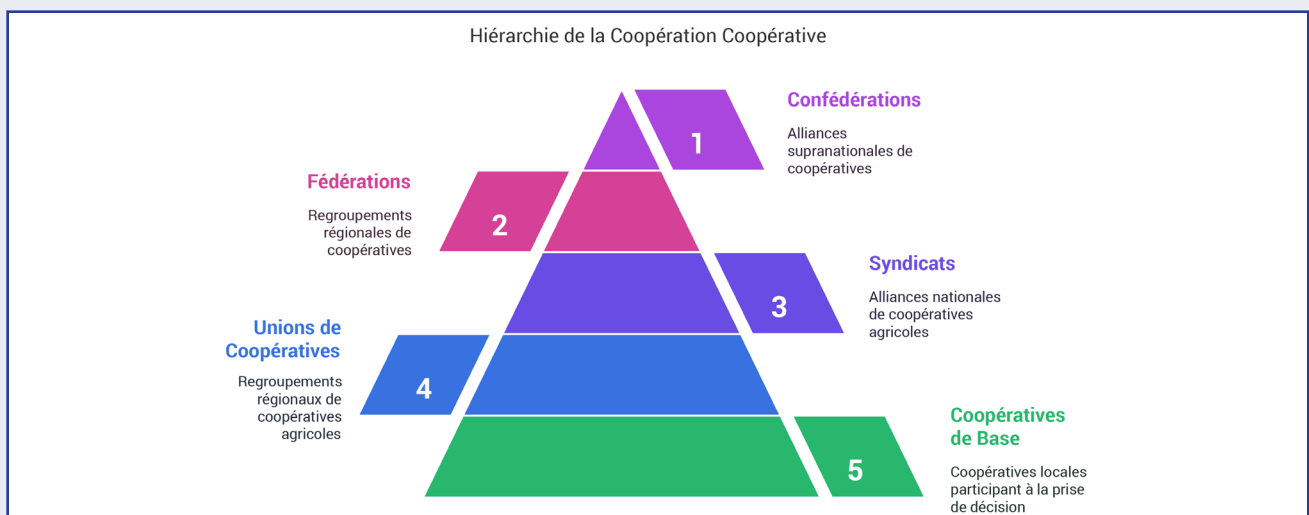 Hiérarchie de la Coopération Coopérative
1
Confédérations
Alliances
supranationales de
coopératives
Fédérations
2
Regroupements
régionales de
coopératives
3
Syndicats
Alliances nationales
de coopératives
agricoles
Unions de
Coopératives
4
Regroupements
régionaux de
coopératives
agricoles
5
Coopératives
de Base
Coopératives locales
participant à la prise
de décision